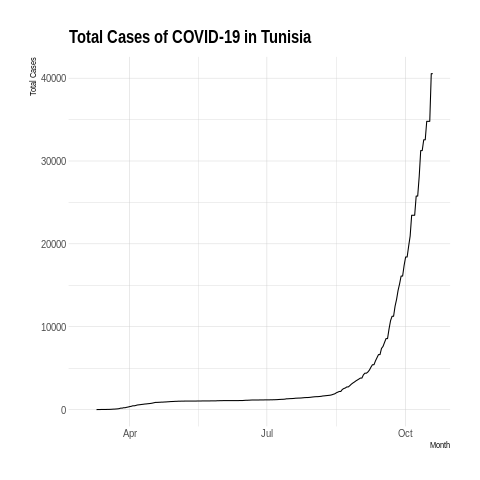 Total Cases of COVID-19 in Tunisia
Total Cases
40000
30000
20000
10000
0
Apr Jul Oct
Month